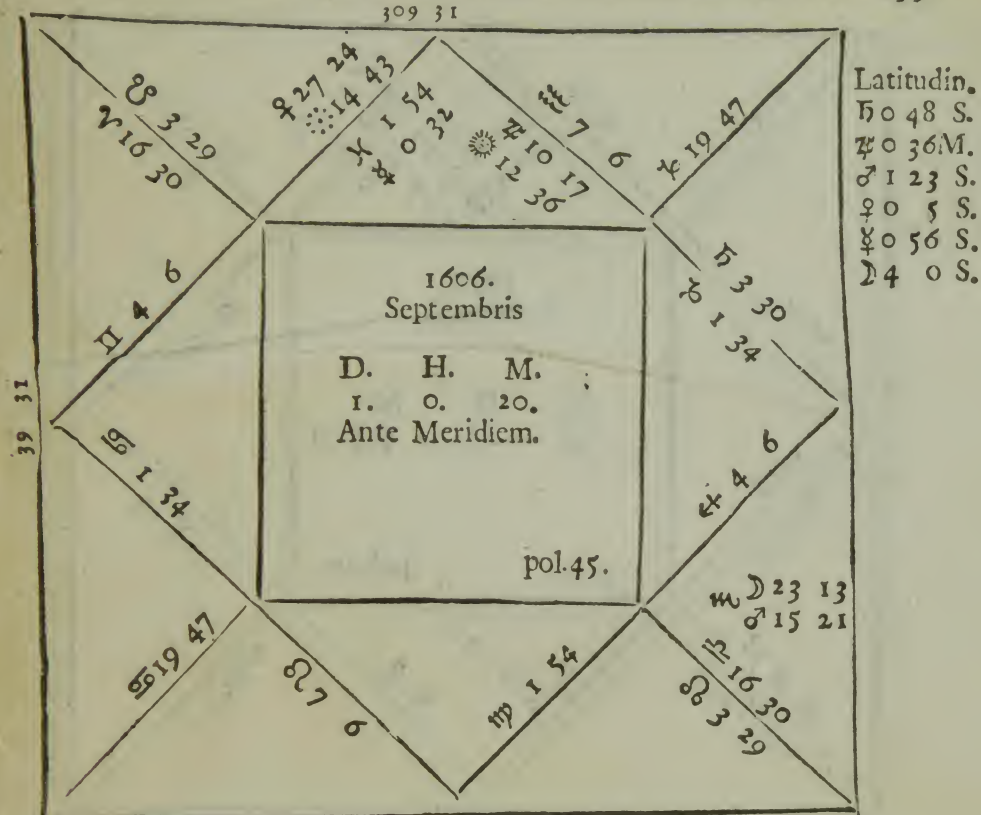 309 31
Latitudin.
♄ 0 48 S.
♃ 0 36 M.
♂ 1 23 S.
♀ 0 5 S.
☿ 0 56 S.
☽ 4 0 S.
☋ 3 29
♈ 16 30
♀ 27 24
14 43
♓ 1 54
☿ 0 32
♒ 7 6
♃ 10 17
☉ 12 36
♑ 19 47
♄ 3 30
♑ 1 34
♊ 4 6
39 31
1606.
Septembris
D. H. M.
1. 0. 20.
Ante Meridiem.
pol. 45.
♋ 1 34
♐ 4 6
♏ ☽ 23 13
♂ 15 21
♎ 16 30
☊ 3 29
♋ 19 47
♌ 7 6
♍ 1 54